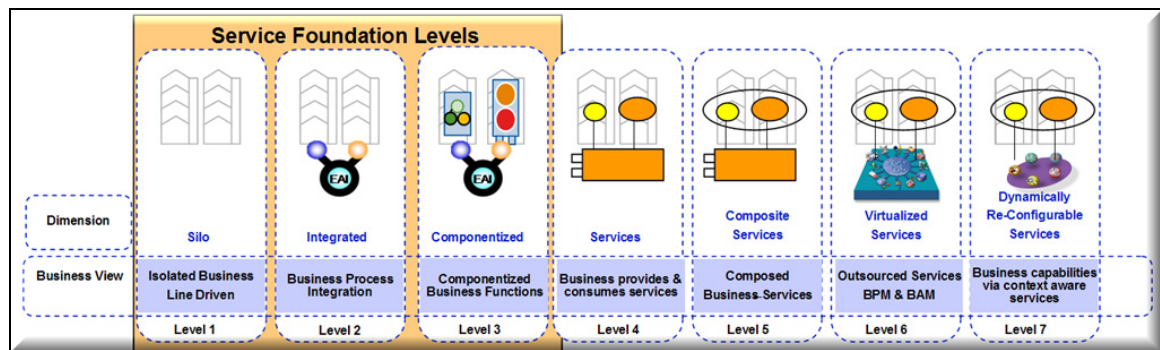 Service Foundation Levels
EAI
EAI
Dimension
Silo
Integrated
Componentized
Services
Composite
Services
Virtualized
Services
Dynamically
Re-Configurable
Services
Business View
Isolated Business
Line Driven
Business Process
Integration
Componentized
Business Functions
Business provides &
consumes services
Composed
Business Services
Outsourced Services
BPM & BAM
Business capabilities
via context aware
services
Level 1
Level 2
Level 3
Level 4
Level 5
Level 6
Level 7